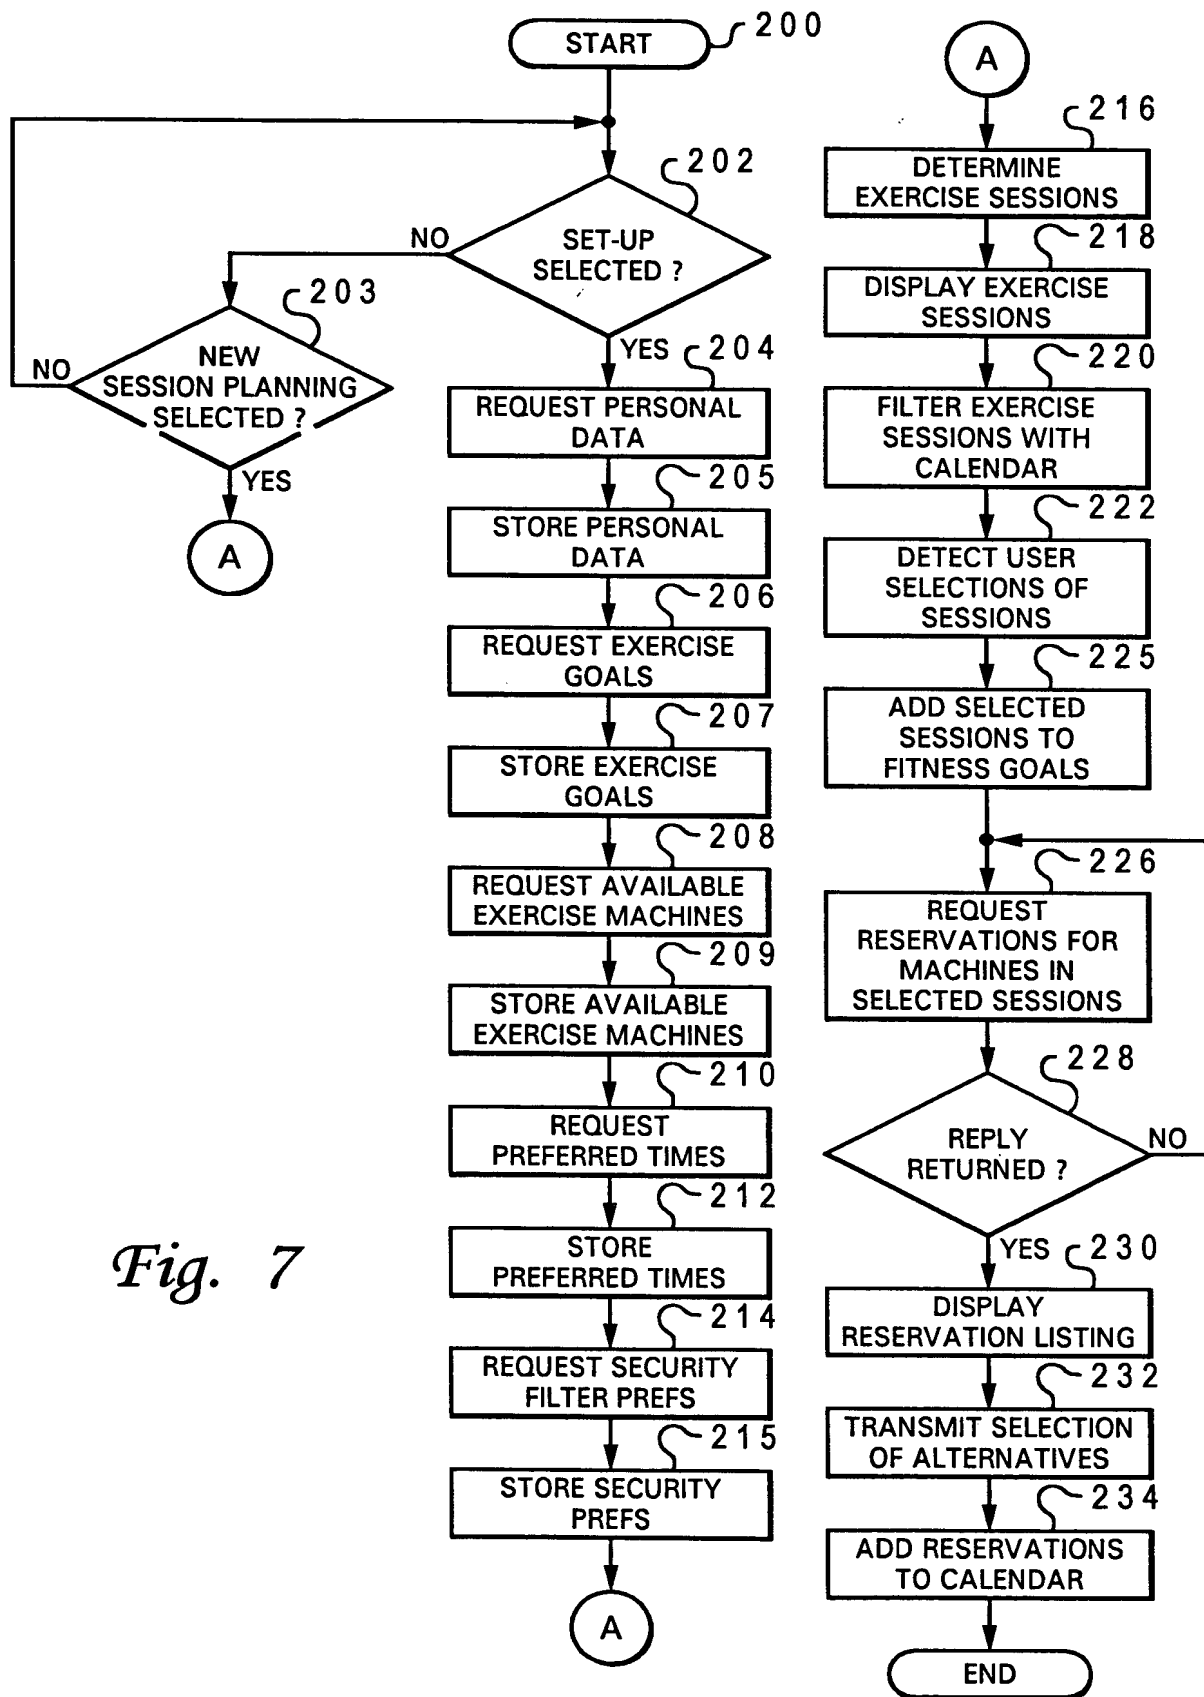 START
200
202
SET-UP
SELECTED ?
NO
YES
203
NEW
SESSION PLANNING
SELECTED ?
NO
YES
A
204
REQUEST PERSONAL
DATA
205
STORE PERSONAL
DATA
206
REQUEST EXERCISE
GOALS
207
STORE EXERCISE
GOALS
208
REQUEST AVAILABLE
EXERCISE MACHINES
209
STORE AVAILABLE
EXERCISE MACHINES
210
REQUEST
PREFERRED TIMES
212
STORE
PREFERRED TIMES
214
REQUEST SECURITY
FILTER PREFS
215
STORE SECURITY
PREFS
A
Fig. 7
A
216
DETERMINE
EXERCISE SESSIONS
218
DISPLAY EXERCISE
SESSIONS
220
FILTER EXERCISE
SESSIONS WITH
CALENDAR
222
DETECT USER
SELECTIONS OF
SESSIONS
225
ADD SELECTED
SESSIONS TO
FITNESS GOALS
226
REQUEST
RESERVATIONS FOR
MACHINES IN
SELECTED SESSIONS
228
REPLY
RETURNED ?
NO
YES
230
DISPLAY
RESERVATION LISTING
232
TRANSMIT SELECTION
OF ALTERNATIVES
234
ADD RESERVATIONS
TO CALENDAR
END